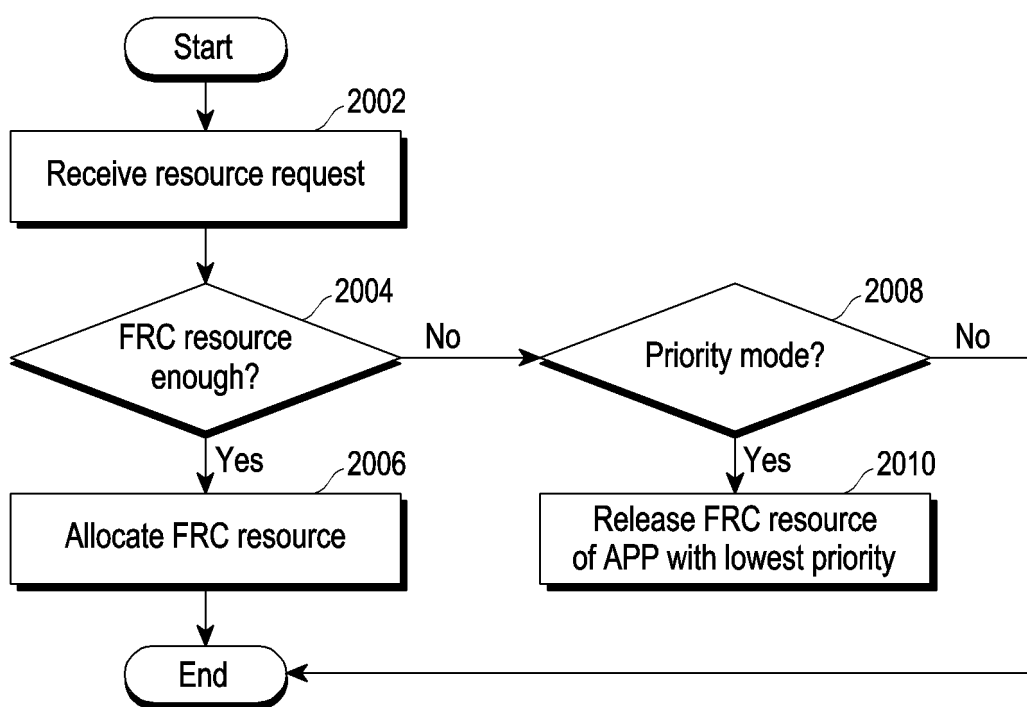 Start
2002
Receive resource request
2004
FRC resource
enough?
No
2008
Priority mode?
No
Yes
2006
Allocate FRC resource
Yes
2010
Release FRC resource
of APP with lowest priority
End